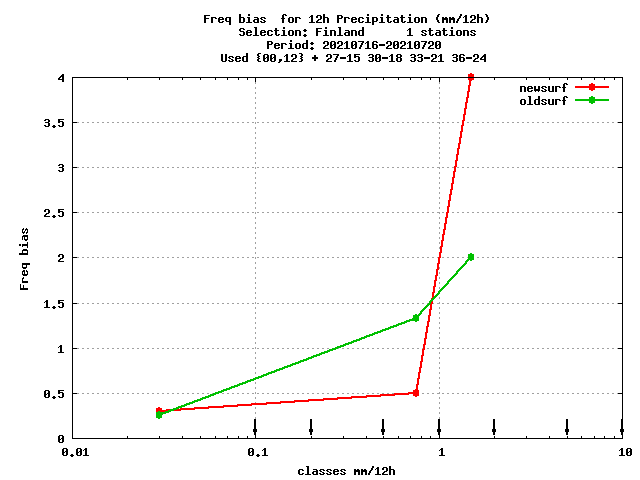 Freq bias  for 12h Precipitation (mm/12h)
Selection: Finland      1 stations
Period: 20210716-20210720
Used {00,12} + 27-15 30-18 33-21 36-24
newsurf
oldsurf
4
3.5
3
2.5
2
1.5
1
0.5
0
Freq bias
0.01
0.1
1
10
classes mm/12h